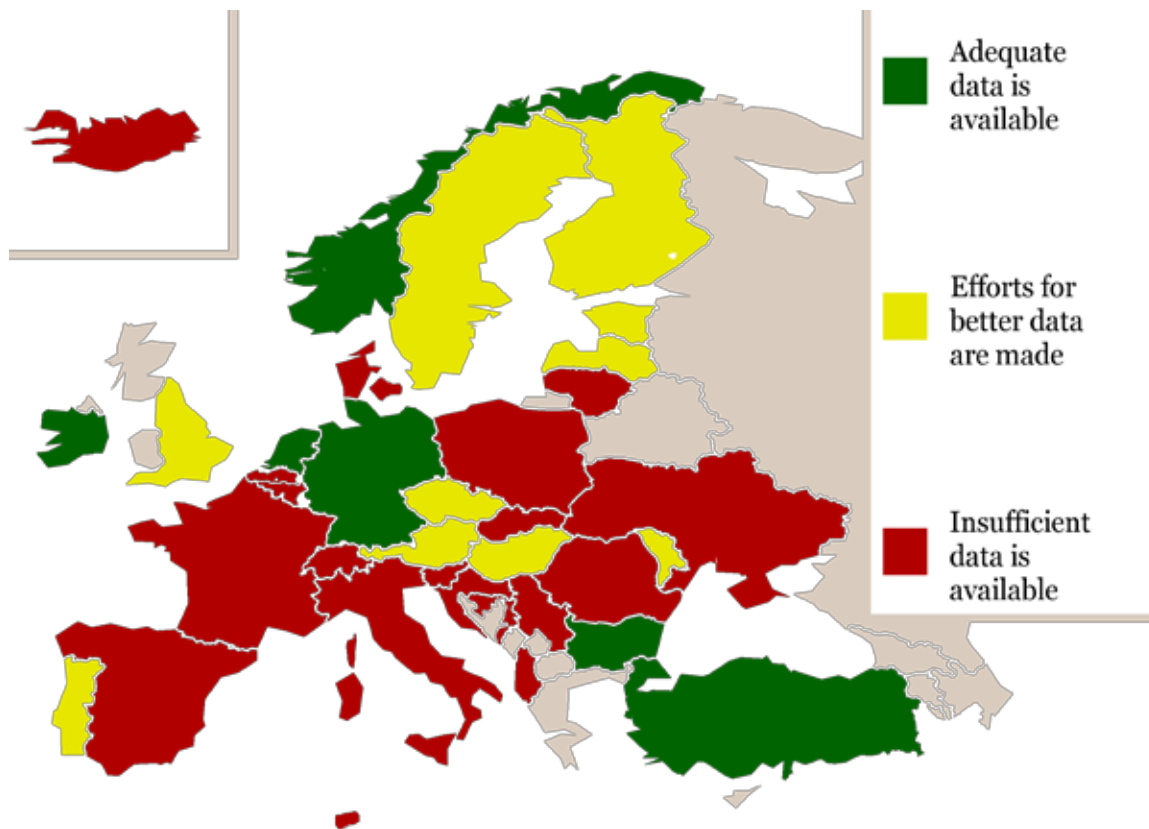 Adequate
data is
available
Efforts for
better data
are made
Insufficient
data is
available